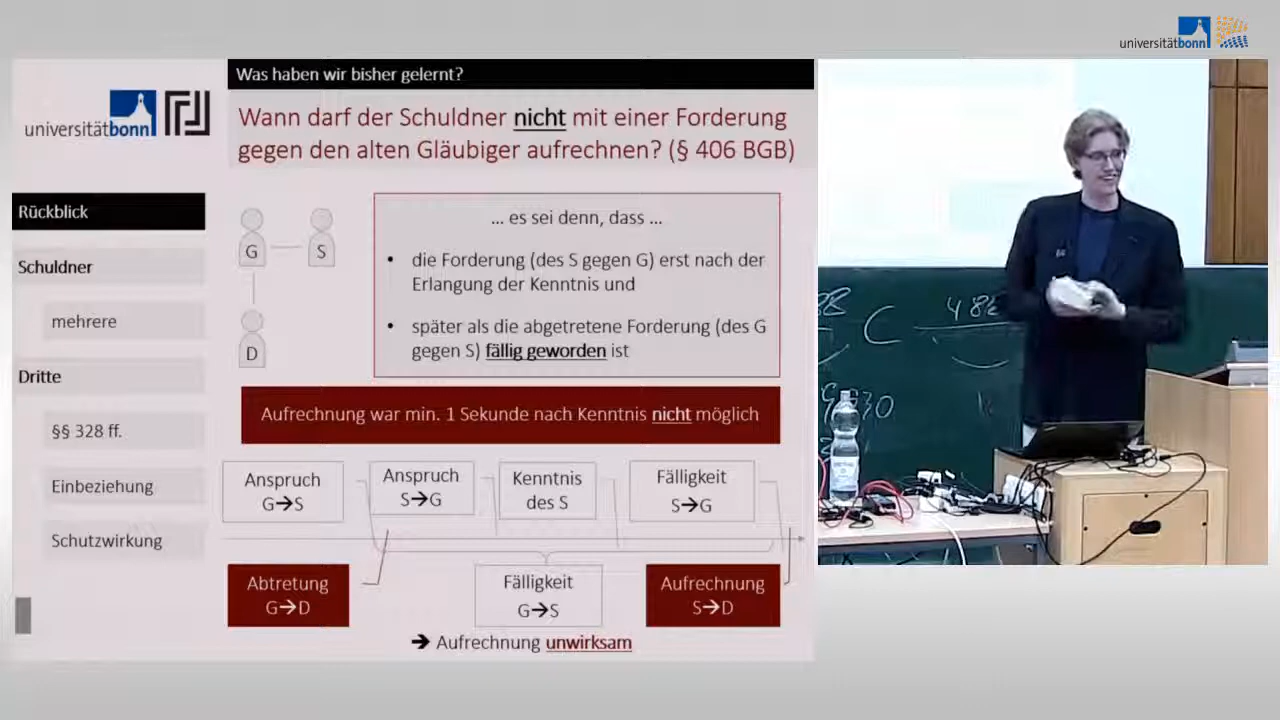 universitätbonn
Was haben wir bisher gelernt?
universitätbonn
Wann darf der Schuldner nicht mit einer Forderung
gegen den alten Gläubiger aufrechnen? (§ 406 BGB)
Rückblick
Schuldner
mehrere
Dritte
§§ 328 ff.
Einbeziehung
Schutzwirkung
G
S
D
... es sei denn, dass ...
• die Forderung (des S gegen G) erst nach der
Erlangung der Kenntnis und
• später als die abgetretene Forderung (des G
gegen S) fällig geworden ist
Aufrechnung war min. 1 Sekunde nach Kenntnis nicht möglich
Anspruch
G→S
Anspruch
S→G
Kenntnis
des S
Fälligkeit
S→G
Abtretung
G→D
Fälligkeit
G→S
Aufrechnung
S→D
➔ Aufrechnung unwirksam
C